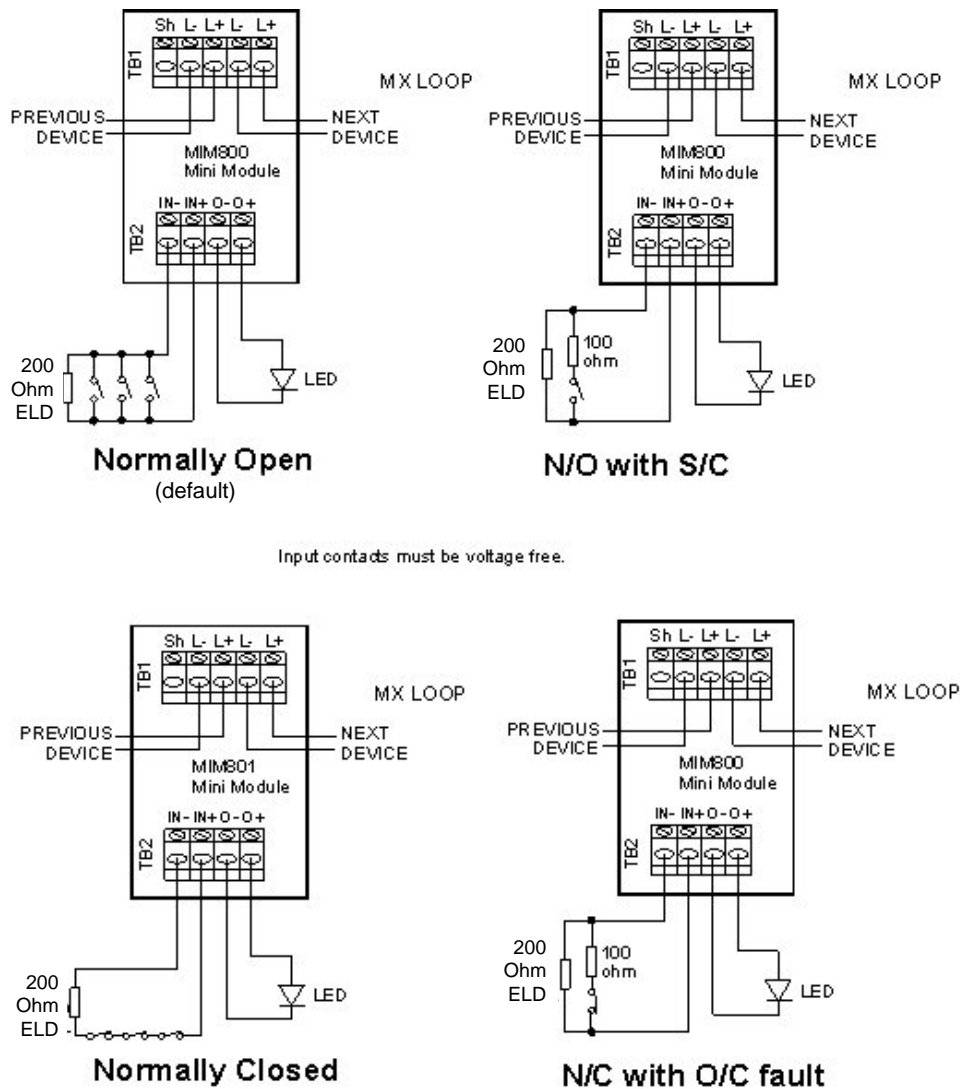 Sh L- L+ L- L+
TB1
MX LOOP
PREVIOUS
DEVICE
NEXT
DEVICE
MIM800
Mini Module
IN- IN+ O- O+
TB2
200
Ohm
ELD
LED
Normally Open
(default)
Sh L- L+ L- L+
TB1
MX LOOP
PREVIOUS
DEVICE
NEXT
DEVICE
MIM800
Mini Module
IN- IN+ O- O+
TB2
200
Ohm
ELD
100
ohm
LED
N/O with S/C
Input contacts must be voltage free.
Sh L- L+ L- L+
TB1
MX LOOP
PREVIOUS
DEVICE
NEXT
DEVICE
MIM801
Mini Module
IN- IN+ O- O+
TB2
200
Ohm
ELD
LED
Normally Closed
Sh L- L+ L- L+
TB1
MX LOOP
PREVIOUS
DEVICE
NEXT
DEVICE
MIM800
Mini Module
IN- IN+ O- O+
TB2
200
Ohm
ELD
100
ohm
LED
N/C with O/C fault